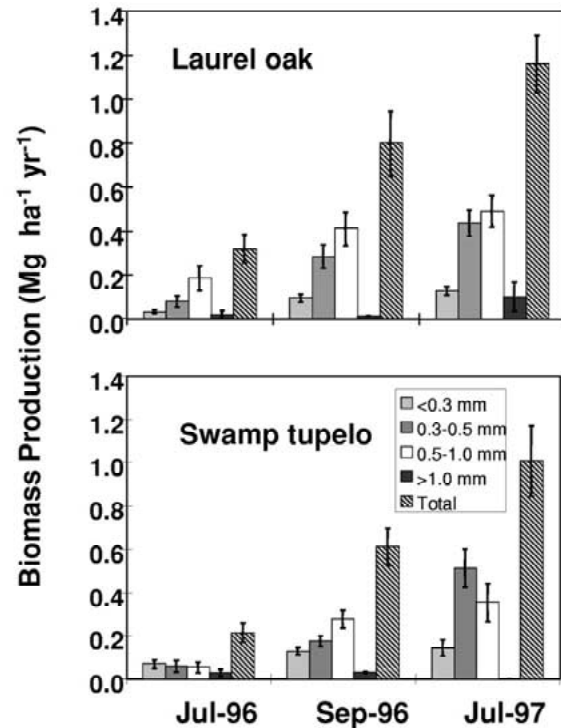 Biomass Production (Mg ha⁻¹ yr⁻¹)
1.4
1.2
1.0
0.8
0.6
0.4
0.2
0.0
Laurel oak
1.4
1.2
1.0
0.8
0.6
0.4
0.2
0.0
Swamp tupelo
<0.3 mm
0.3-0.5 mm
0.5-1.0 mm
>1.0 mm
Total
Jul-96 Sep-96 Jul-97